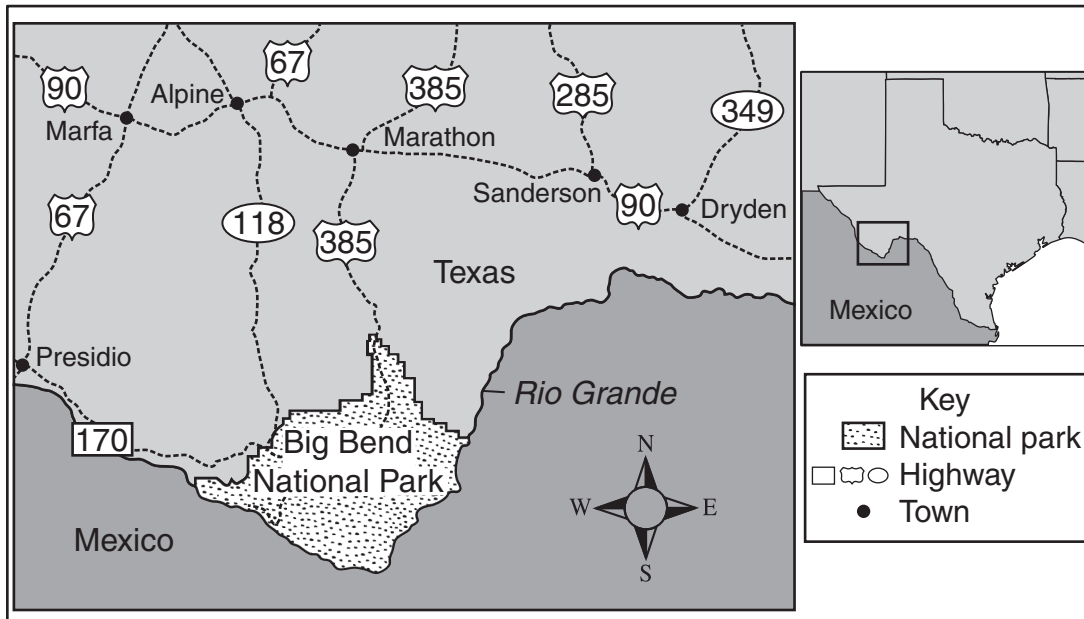 67
385
285
90
Alpine
349
Marfa
Marathon
Sanderson
90
Dryden
67
118
385
Texas
Presidio
Rio Grande
170
Big Bend
National Park
Mexico
N
W
E
S
Mexico
Key
National park
Highway
Town